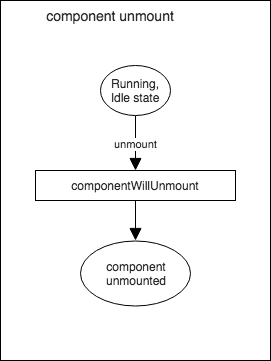 component unmount
Running,
Idle state
unmount
componentWillUnmount
component
unmounted